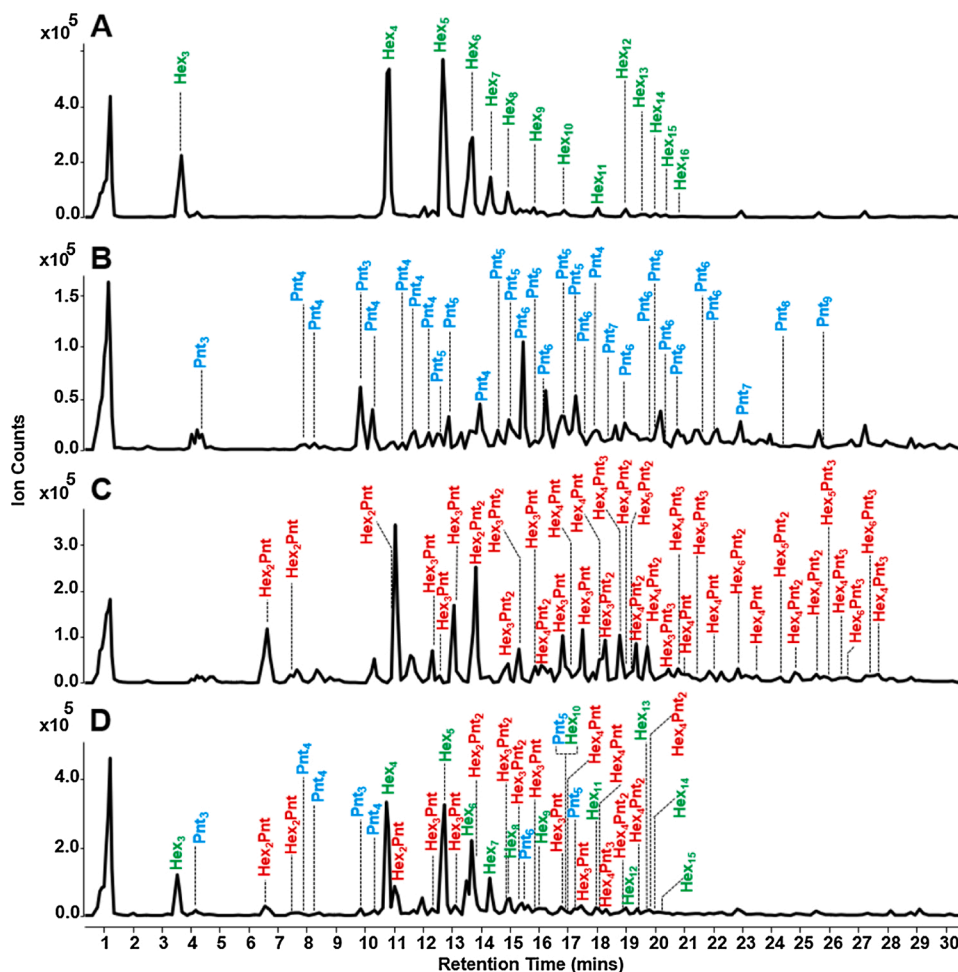 A
x10⁵
4.0
2.0
0.0
Hex₃
Hex₄
Hex₅
Hex₆
Hex₇
Hex₈
Hex₉
Hex₁₀
Hex₁₁
Hex₁₂
Hex₁₃
Hex₁₄
Hex₁₅
Hex₁₆
B
x10⁵
1.5
1.0
0.5
0.0
Pnt₃
Pnt₄
Pnt₄
Pnt₃
Pnt₄
Pnt₄
Pnt₄
Pnt₄
Pnt₅
Pnt₅
Pnt₄
Pnt₅
Pnt₅
Pnt₆
Pnt₆
Pnt₆
Pnt₅
Pnt₅
Pnt₆
Pnt₄
Pnt₇
Pnt₆
Pnt₆
Pnt₆
Pnt₆
Pnt₆
Pnt₆
Pnt₆
Pnt₇
Pnt₈
Pnt₉
Ion Counts
C
x10⁵
3.0
1.0
0.0
Hex₂Pnt
Hex₂Pnt
Hex₂Pnt
Hex₃Pnt
Hex₃Pnt
Hex₃Pnt
Hex₂Pnt₂
Hex₃Pnt₂
Hex₃Pnt₂
Hex₃Pnt
Hex₄Pnt₂
Hex₃Pnt
Hex₄Pnt
Hex₃Pnt
Hex₄Pnt
Hex₃Pnt₂
Hex₄Pnt₃
Hex₄Pnt₂
Hex₄Pnt₂
Hex₅Pnt₂
Hex₄Pnt₂
Hex₃Pnt₃
Hex₄Pnt₃
Hex₄Pnt
Hex₅Pnt₃
Hex₄Pnt
Hex₆Pnt₂
Hex₄Pnt
Hex₅Pnt₂
Hex₄Pnt₂
Hex₄Pnt₂
Hex₅Pnt₃
Hex₄Pnt₃
Hex₆Pnt₃
Hex₆Pnt₃
Hex₄Pnt₃
D
x10⁵
4.0
2.0
0.0
Hex₃
Pnt₃
Hex₂Pnt
Hex₂Pnt
Pnt₄
Pnt₄
Pnt₃
Pnt₄
Hex₄
Hex₂Pnt
Hex₃Pnt
Hex₅
Hex₃Pnt
Hex₆
Hex₂Pnt₂
Hex₇
Hex₃Pnt₂
Hex₈
Hex₃Pnt₂
Pnt₆
Hex₃Pnt
Hex₉
Hex₃Pnt
Pnt₅
Hex₁₀
Hex₄Pnt
Pnt₅
Hex₃Pnt
Hex₁₁
Hex₄Pnt
Hex₄Pnt₃
Hex₄Pnt₂
Hex₁₂
Hex₄Pnt₂
Hex₁₃
Hex₄Pnt₂
Hex₁₄
Hex₁₅
1 2 3 4 5 6 7 8 9 10 11 12 13 14 15 16 17 18 19 20 21 22 23 24 25 26 27 28 29 30
Retention Time (mins)